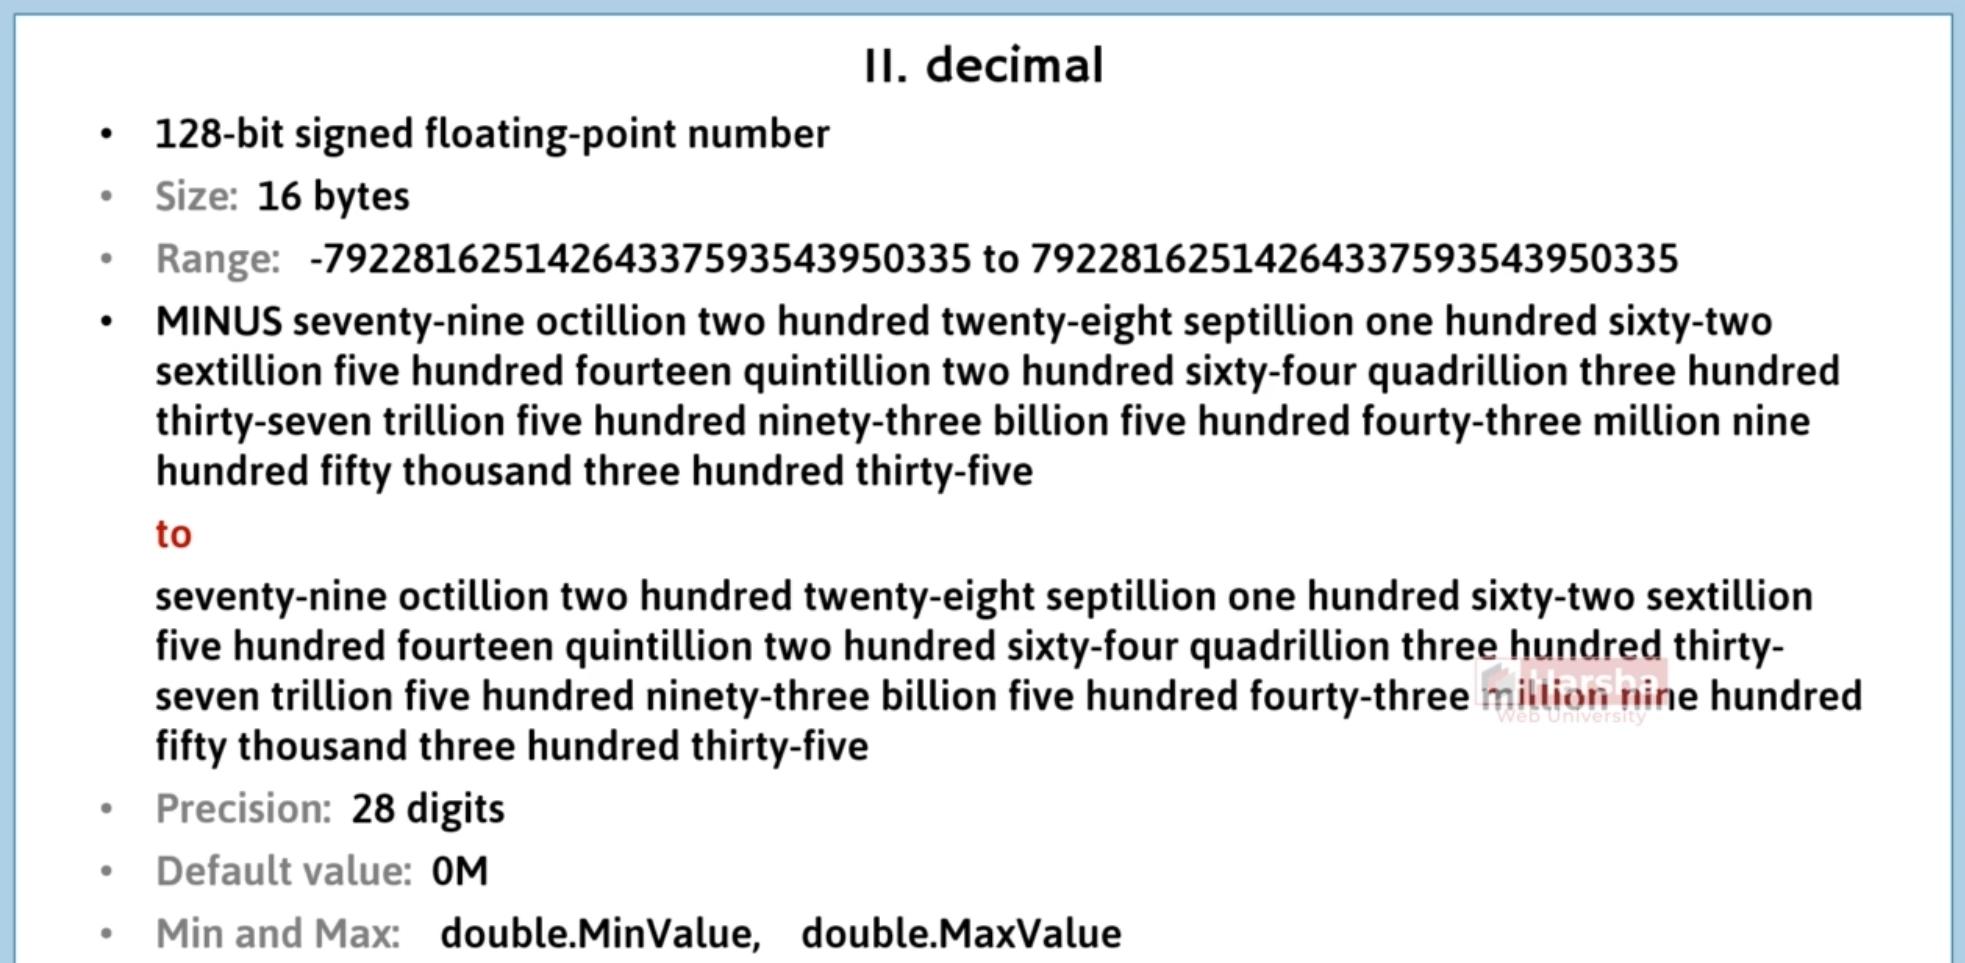 II. decimal
• 128-bit signed floating-point number
• Size: 16 bytes
• Range: -79228162514264337593543950335 to 79228162514264337593543950335
• MINUS seventy-nine octillion two hundred twenty-eight septillion one hundred sixty-two
sextillion five hundred fourteen quintillion two hundred sixty-four quadrillion three hundred
thirty-seven trillion five hundred ninety-three billion five hundred fourty-three million nine
hundred fifty thousand three hundred thirty-five
to
seventy-nine octillion two hundred twenty-eight septillion one hundred sixty-two sextillion
five hundred fourteen quintillion two hundred sixty-four quadrillion three hundred thirty-
seven trillion five hundred ninety-three billion five hundred fourty-three million nine hundred
Harsha
Web University
fifty thousand three hundred thirty-five
• Precision: 28 digits
• Default value: 0M
• Min and Max: double.MinValue, double.MaxValue